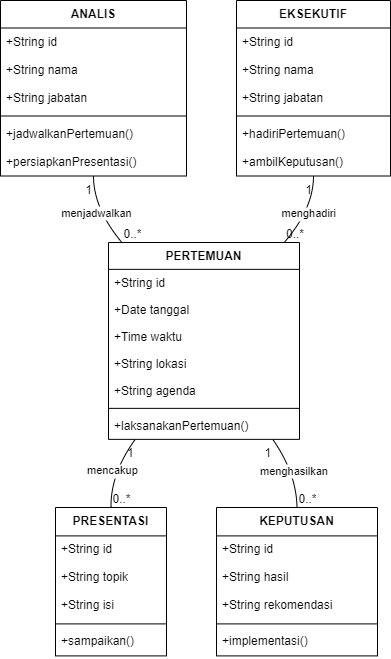 ANALIS
+String id
+String nama
+String jabatan
+jadwalkanPertemuan()
+persiapkanPresentasi()
EKSEKUTIF
+String id
+String nama
+String jabatan
+hadiriPertemuan()
+ambilKeputusan()
1
menjadwalkan
0..*
1
menghadiri
0..*
PERTEMUAN
+String id
+Date tanggal
+Time waktu
+String lokasi
+String agenda
+laksanakanPertemuan()
1
mencakup
0..*
1
menghasilkan
0..*
PRESENTASI
+String id
+String topik
+String isi
+sampaikan()
KEPUTUSAN
+String id
+String hasil
+String rekomendasi
+implementasi()